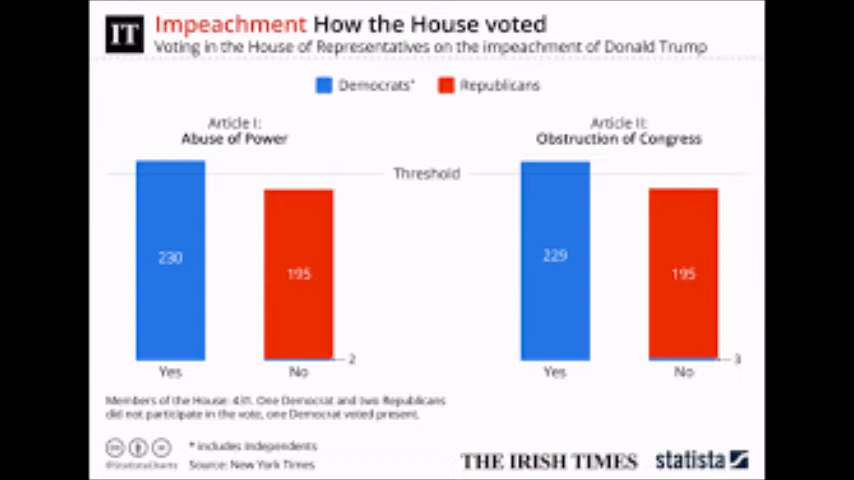 IT
Impeachment How the House voted
Voting in the House of Representatives on the impeachment of Donald Trump
Democrats* Republicans
Article I:
Abuse of Power
Article II:
Obstruction of Congress
Threshold
230
195
2
Yes
No
229
195
3
Yes
No
Members of the House: 431. One Democrat and two Republicans
did not participate in the vote, one Democrat voted present.
* includes Independents
@StatistaCharts
Source: New York Times
THE IRISH TIMES
statista